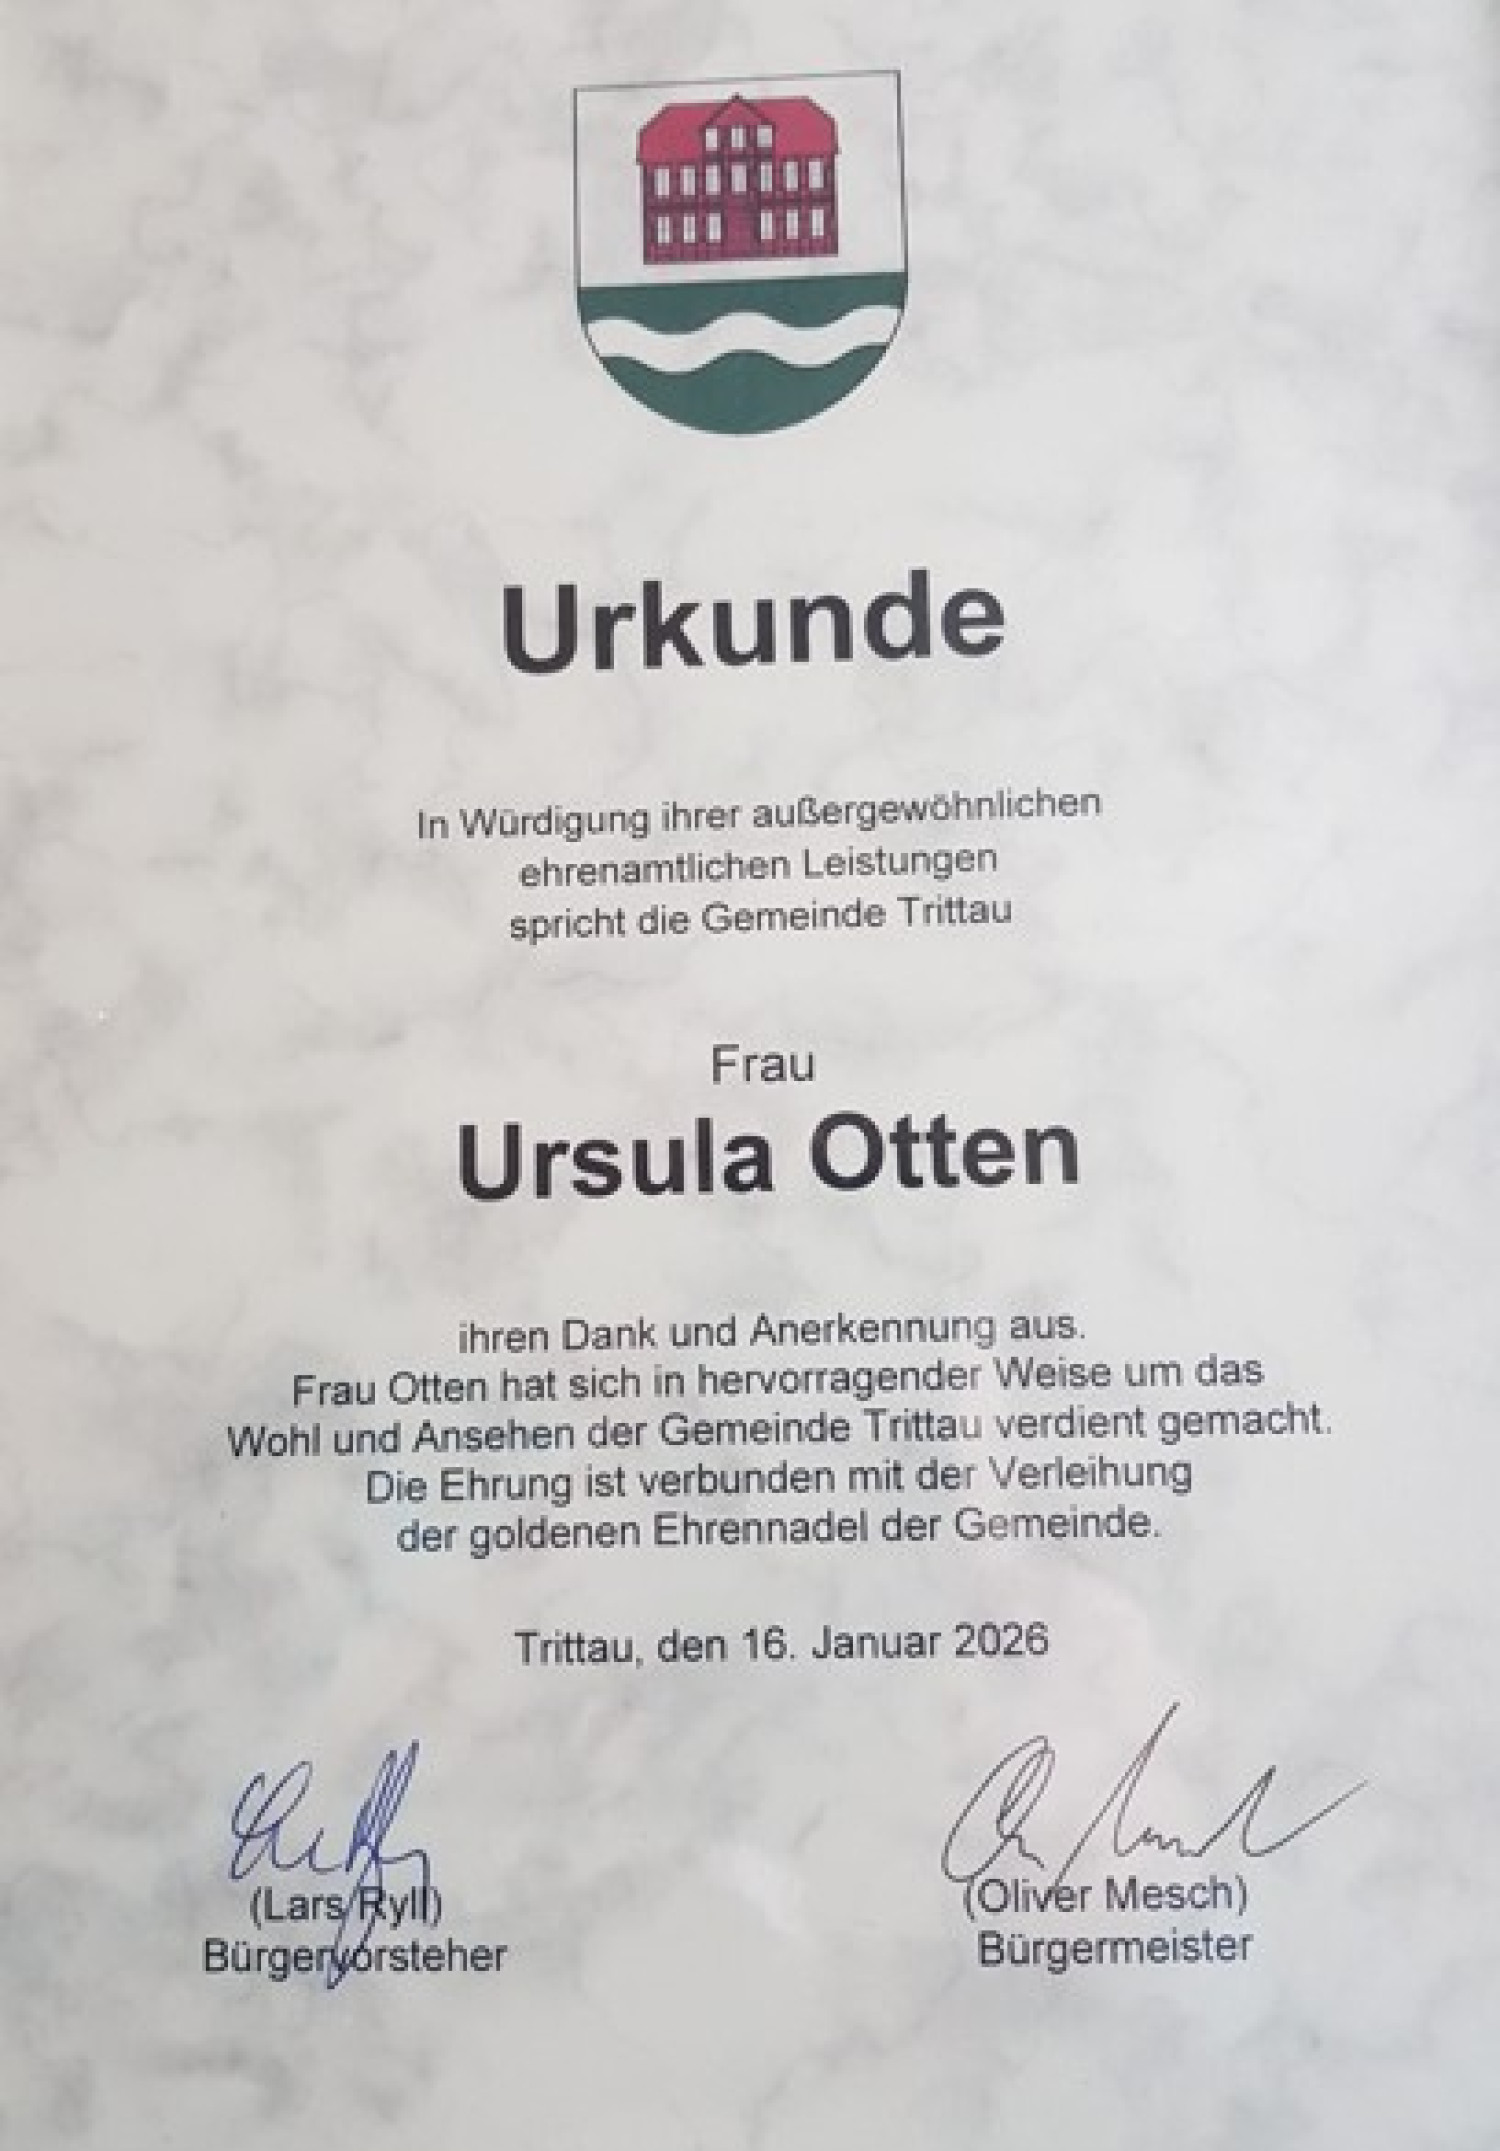 Urkunde
In Würdigung ihrer außergewöhnlichen
ehrenamtlichen Leistungen
spricht die Gemeinde Trittau
Frau
Ursula Otten
ihren Dank und Anerkennung aus.
Frau Otten hat sich in hervorragender Weise um das
Wohl und Ansehen der Gemeinde Trittau verdient gemacht.
Die Ehrung ist verbunden mit der Verleihung
der goldenen Ehrennadel der Gemeinde.
Trittau, den 16. Januar 2026
(Lars Ryll)
Bürgervorsteher
(Oliver Mesch)
Bürgermeister